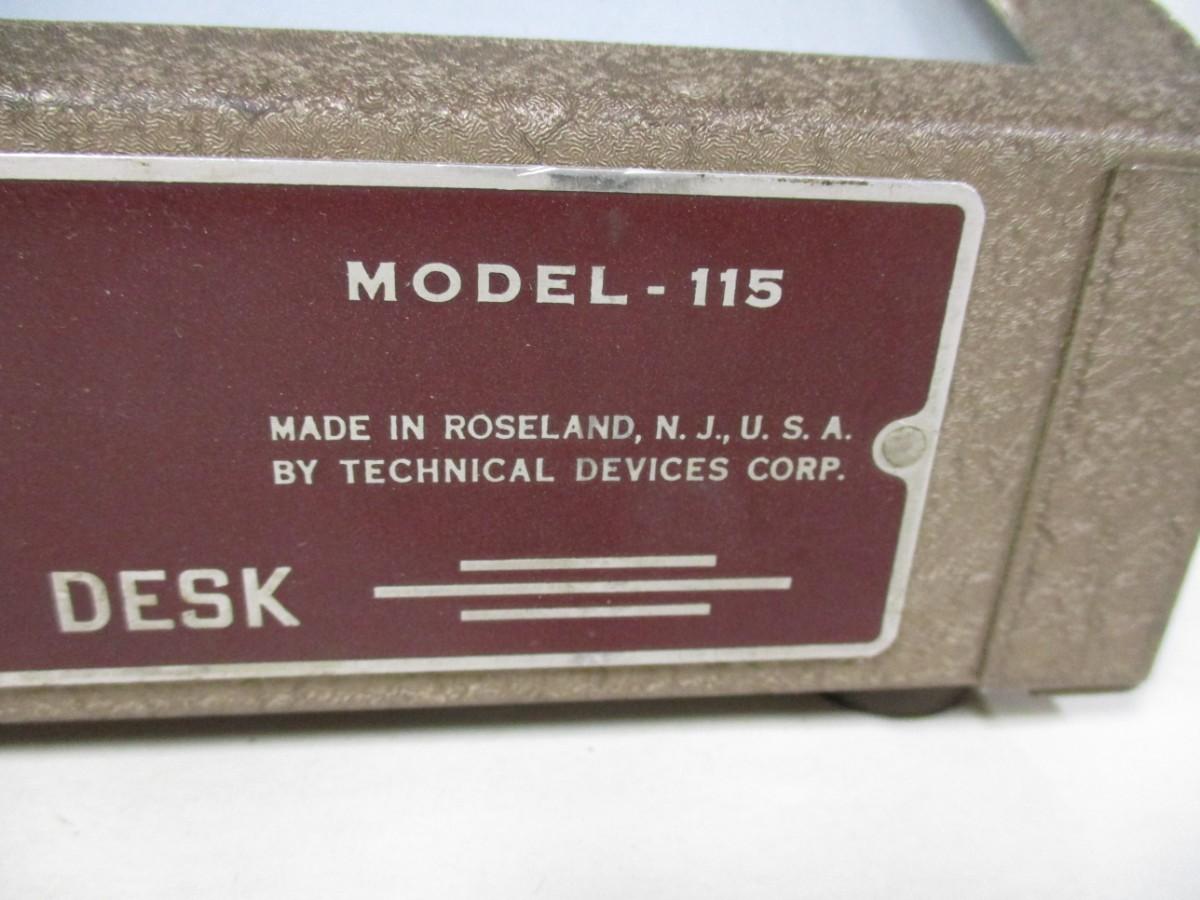 MODEL - 115
MADE IN ROSELAND, N. J., U. S. A.
BY TECHNICAL DEVICES CORP.
DESK